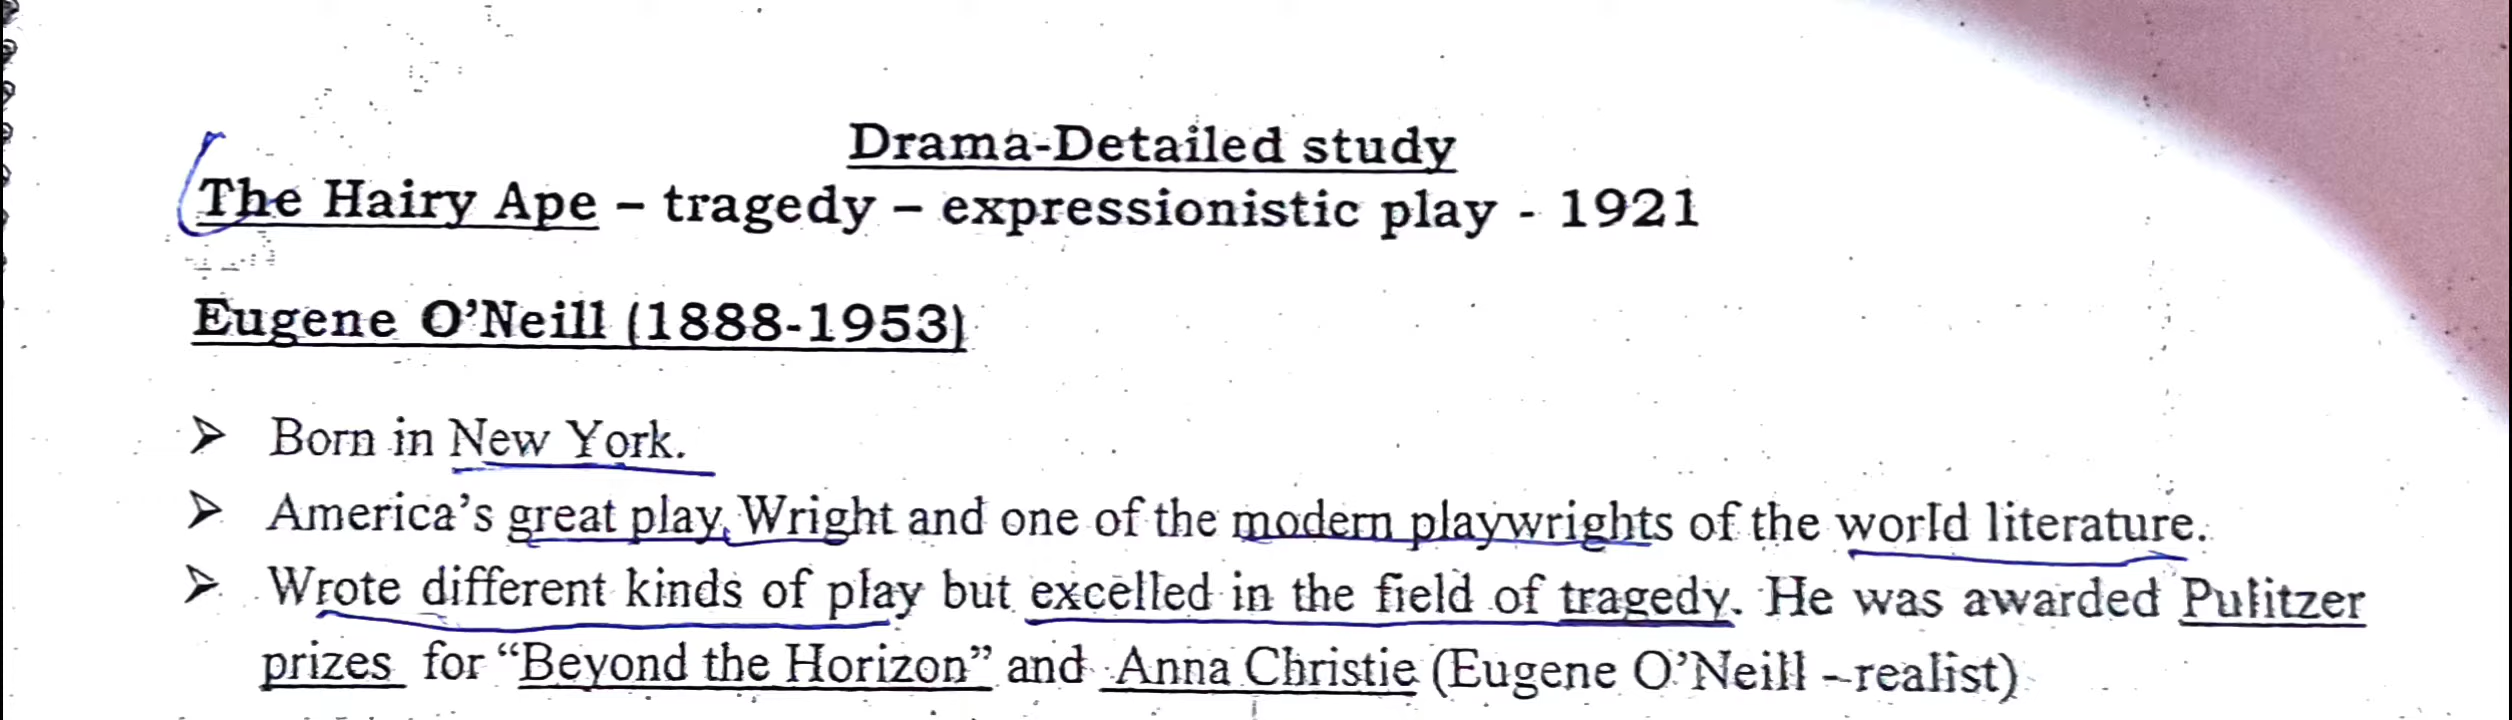 Drama-Detailed study
The Hairy Ape – tragedy – expressionistic play - 1921
Eugene O’Neill (1888-1953)
➢ Born in New York.
➢ America’s great play, Wright and one of the modern playwrights of the world literature.
➢ Wrote different kinds of play but excelled in the field of tragedy. He was awarded Pulitzer
prizes for “Beyond the Horizon” and Anna Christie (Eugene O’Neill –realist)